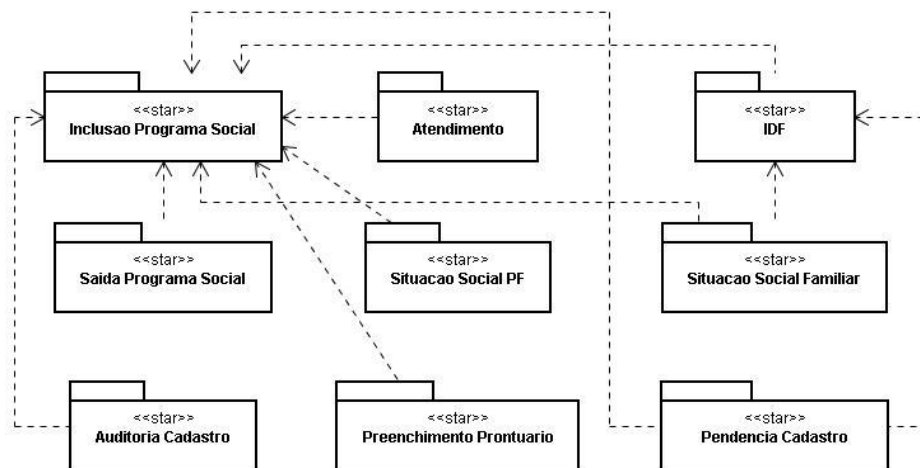 <<star>>
Inclusao Programa Social
<<star>>
Atendimento
<<star>>
IDF
<<star>>
Saida Programa Social
<<star>>
Situacao Social PF
<<star>>
Situacao Social Familiar
<<star>>
Auditoria Cadastro
<<star>>
Preenchimento Prontuario
<<star>>
Pendencia Cadastro